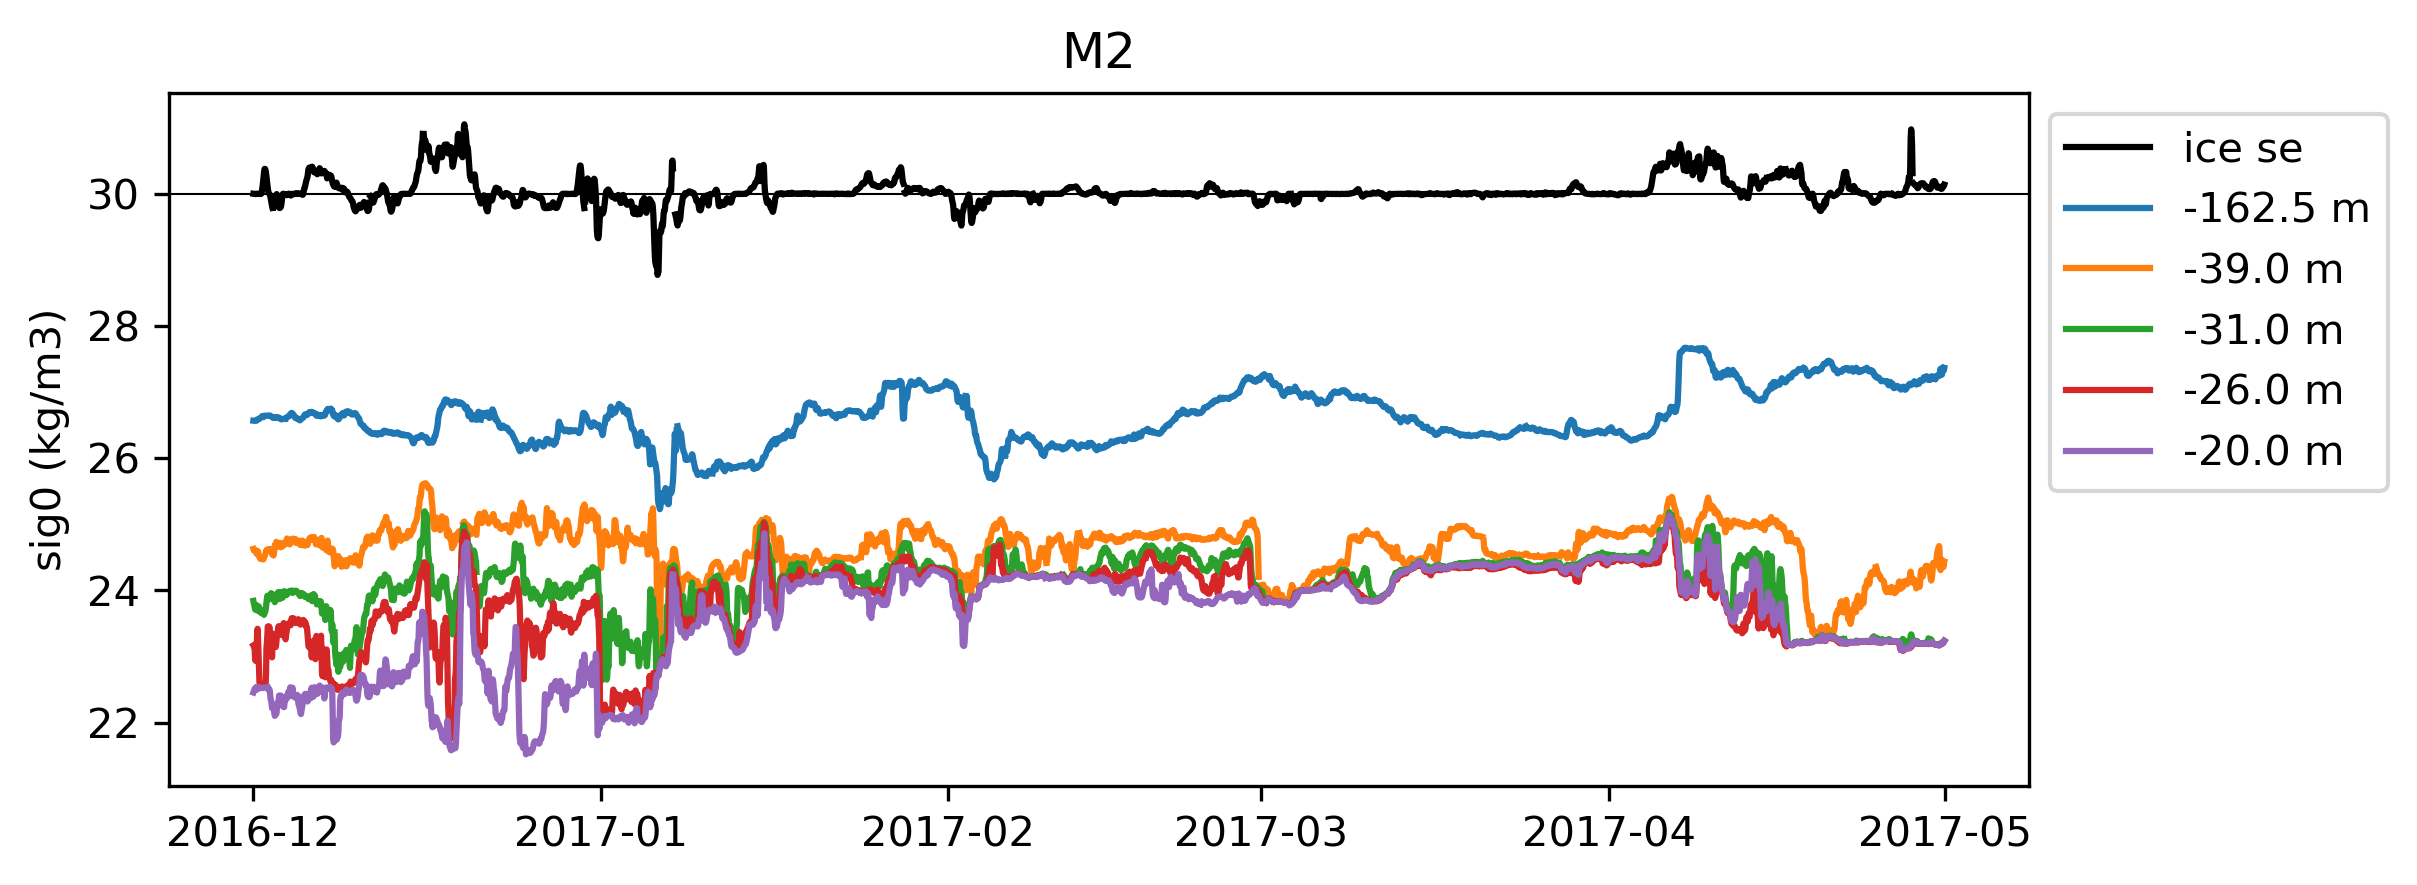 M2
sig0 (kg/m3)
30
28
26
24
22
2016-12
2017-01
2017-02
2017-03
2017-04
2017-05
ice se
-162.5 m
-39.0 m
-31.0 m
-26.0 m
-20.0 m